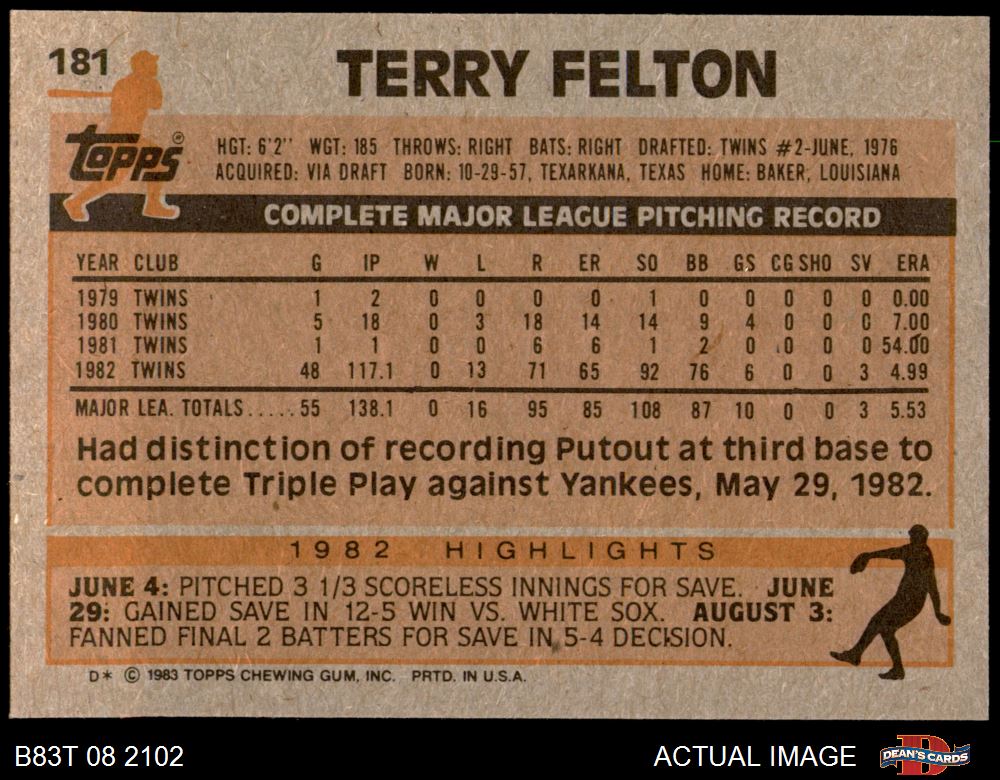 181
TERRY FELTON
topps®
HGT: 6'2" WGT: 185 THROWS: RIGHT BATS: RIGHT DRAFTED: TWINS #2-JUNE, 1976
ACQUIRED: VIA DRAFT BORN: 10-29-57, TEXARKANA, TEXAS HOME: BAKER, LOUISIANA
COMPLETE MAJOR LEAGUE PITCHING RECORD
YEAR CLUB G IP W L R ER SO BB GS CG SHO SV ERA
1979 TWINS 1 2 0 0 0 0 1 0 0 0 0 0 0.00
1980 TWINS 5 18 0 3 18 14 14 9 4 0 0 0 7.00
1981 TWINS 1 1 0 0 6 6 1 2 0 0 0 0 54.00
1982 TWINS 48 117.1 0 13 71 65 92 76 6 0 0 3 4.99
MAJOR LEA. TOTALS..... 55 138.1 0 16 95 85 108 87 10 0 0 3 5.53
Had distinction of recording Putout at third base to
complete Triple Play against Yankees, May 29, 1982.
1982 HIGHLIGHTS
JUNE 4: PITCHED 3 1/3 SCORELESS INNINGS FOR SAVE. JUNE
29: GAINED SAVE IN 12-5 WIN VS. WHITE SOX. AUGUST 3:
FANNED FINAL 2 BATTERS FOR SAVE IN 5-4 DECISION.
D* © 1983 TOPPS CHEWING GUM, INC. PRTD. IN U.S.A.
B83T 08 2102
ACTUAL IMAGE
DEAN'S CARDS